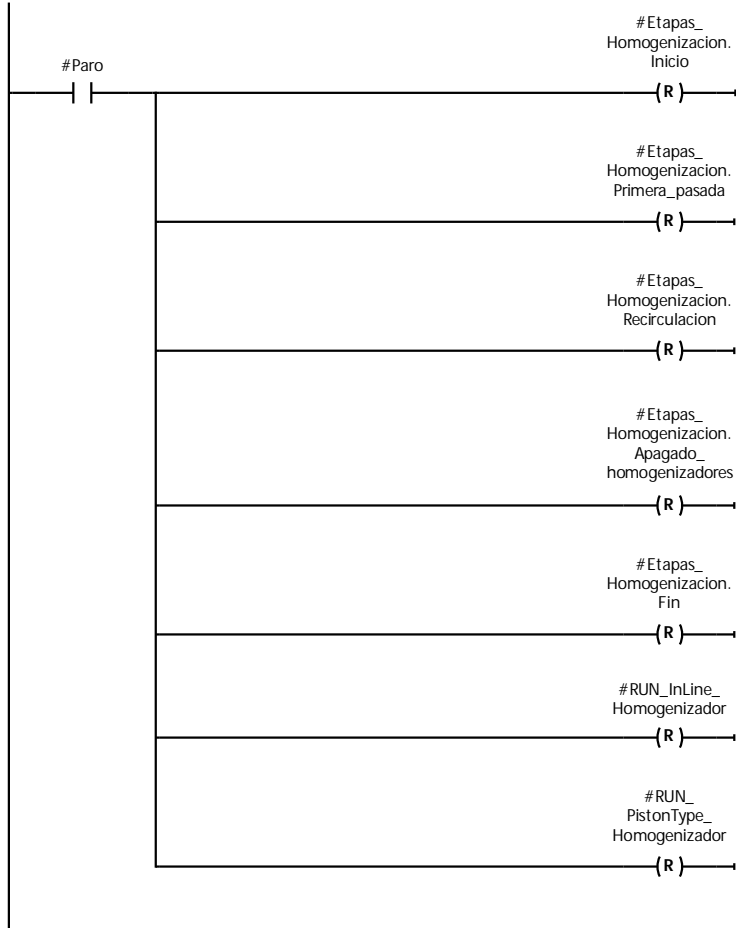 #Paro
#Etapas_
Homogenizacion.
Inicio
( R )
#Etapas_
Homogenizacion.
Primera_pasada
( R )
#Etapas_
Homogenizacion.
Recirculacion
( R )
#Etapas_
Homogenizacion.
Apagado_
homogenizadores
( R )
#Etapas_
Homogenizacion.
Fin
( R )
#RUN_InLine_
Homogenizador
( R )
#RUN_
PistonType_
Homogenizador
( R )